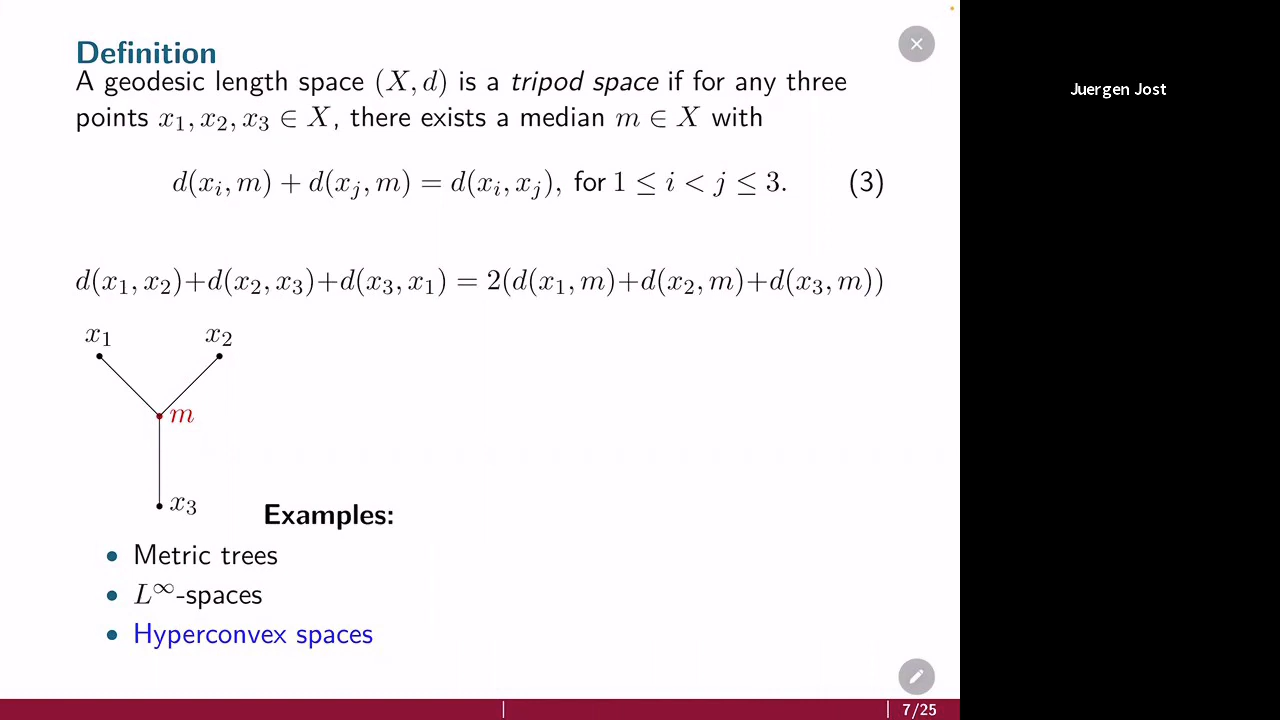 Definition
A geodesic length space (X, d) is a tripod space if for any three
points x₁, x₂, x₃ ∈ X, there exists a median m ∈ X with
d(xᵢ, m) + d(xⱼ, m) = d(xᵢ, xⱼ), for 1 ≤ i < j ≤ 3. (3)
d(x₁, x₂)+d(x₂, x₃)+d(x₃, x₁) = 2(d(x₁, m)+d(x₂, m)+d(x₃, m))
x₁ x₂
m
x₃
Examples:
• Metric trees
• L^∞-spaces
• Hyperconvex spaces
7/25
Juergen Jost